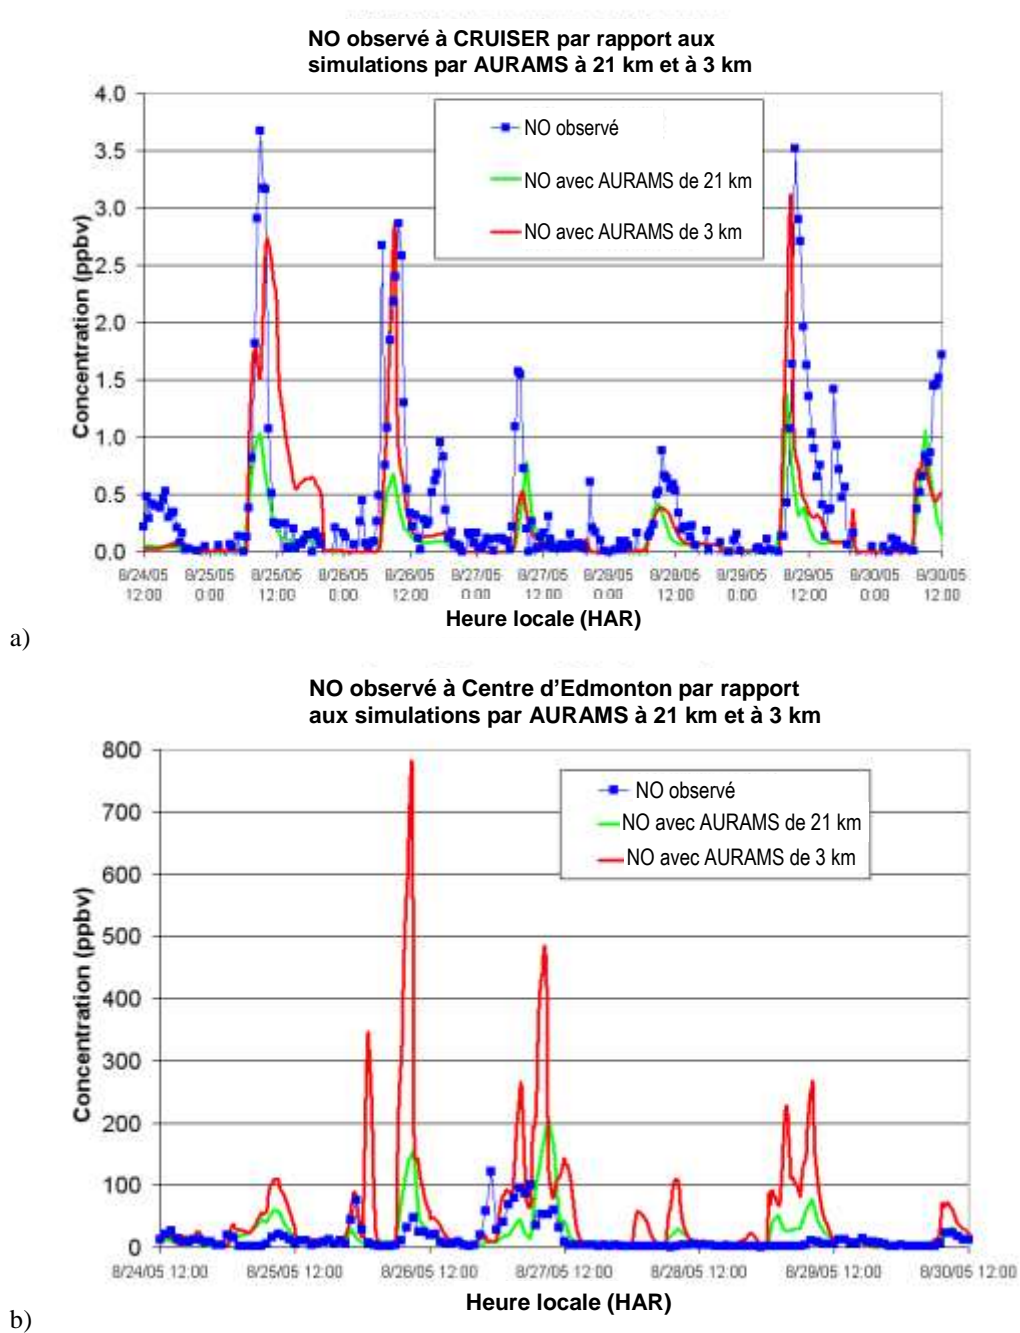 NO observé à CRUISER par rapport aux
simulations par AURAMS à 21 km et à 3 km
4.0
3.5
3.0
2.5
2.0
1.5
1.0
0.5
0.0
Concentration (ppbv)
NO observé
NO avec AURAMS de 21 km
NO avec AURAMS de 3 km
8/24/05 8/25/05 8/25/05 8/26/05 8/26/05 8/27/05 8/27/05 8/28/05 8/28/05 8/29/05 8/29/05 8/30/05 8/30/05
12:00 0:00 12:00 0:00 12:00 0:00 12:00 0:00 12:00 0:00 12:00 0:00 12:00
Heure locale (HAR)
a)
NO observé à Centre d’Edmonton par rapport
aux simulations par AURAMS à 21 km et à 3 km
800
700
600
500
400
300
200
100
0
Concentration (ppbv)
NO observé
NO avec AURAMS de 21 km
NO avec AURAMS de 3 km
8/24/05 12:00 8/25/05 12:00 8/26/05 12:00 8/27/05 12:00 8/28/05 12:00 8/29/05 12:00 8/30/05 12:00
Heure locale (HAR)
b)